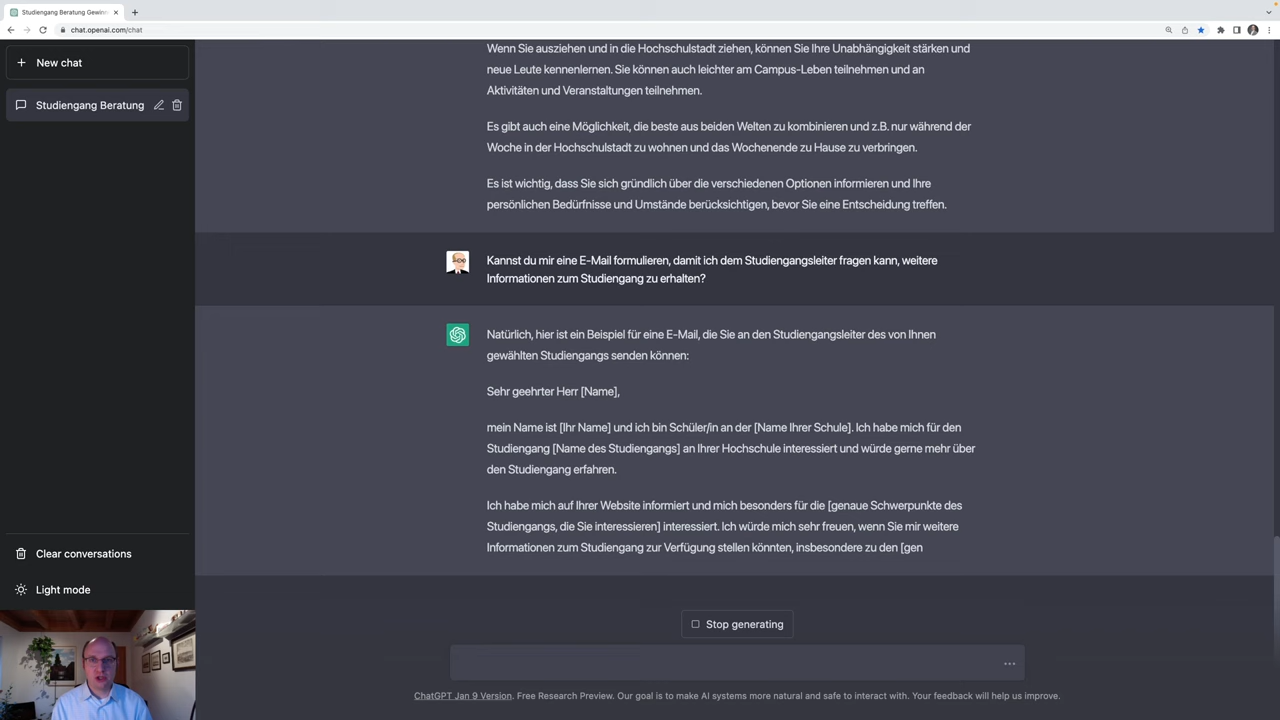 Studiengang Beratung Gewinn
chat.openai.com/chat
New chat
Studiengang Beratung
Wenn Sie ausziehen und in die Hochschulstadt ziehen, können Sie Ihre Unabhängigkeit stärken und
neue Leute kennenlernen. Sie können auch leichter am Campus-Leben teilnehmen und an
Aktivitäten und Veranstaltungen teilnehmen.
Es gibt auch eine Möglichkeit, die beste aus beiden Welten zu kombinieren und z.B. nur während der
Woche in der Hochschulstadt zu wohnen und das Wochenende zu Hause zu verbringen.
Es ist wichtig, dass Sie sich gründlich über die verschiedenen Optionen informieren und Ihre
persönlichen Bedürfnisse und Umstände berücksichtigen, bevor Sie eine Entscheidung treffen.
Kannst du mir eine E-Mail formulieren, damit ich dem Studiengangsleiter fragen kann, weitere
Informationen zum Studiengang zu erhalten?
Natürlich, hier ist ein Beispiel für eine E-Mail, die Sie an den Studiengangsleiter des von Ihnen
gewählten Studiengangs senden können:
Sehr geehrter Herr [Name],
mein Name ist [Ihr Name] und ich bin Schüler/in an der [Name Ihrer Schule]. Ich habe mich für den
Studiengang [Name des Studiengangs] an Ihrer Hochschule interessiert und würde gerne mehr über
den Studiengang erfahren.
Ich habe mich auf Ihrer Website informiert und mich besonders für die [genaue Schwerpunkte des
Studiengangs, die Sie interessieren] interessiert. Ich würde mich sehr freuen, wenn Sie mir weitere
Informationen zum Studiengang zur Verfügung stellen könnten, insbesondere zu den [gen
Clear conversations
Light mode
Stop generating
ChatGPT Jan 9 Version. Free Research Preview. Our goal is to make AI systems more natural and safe to interact with. Your feedback will help us improve.